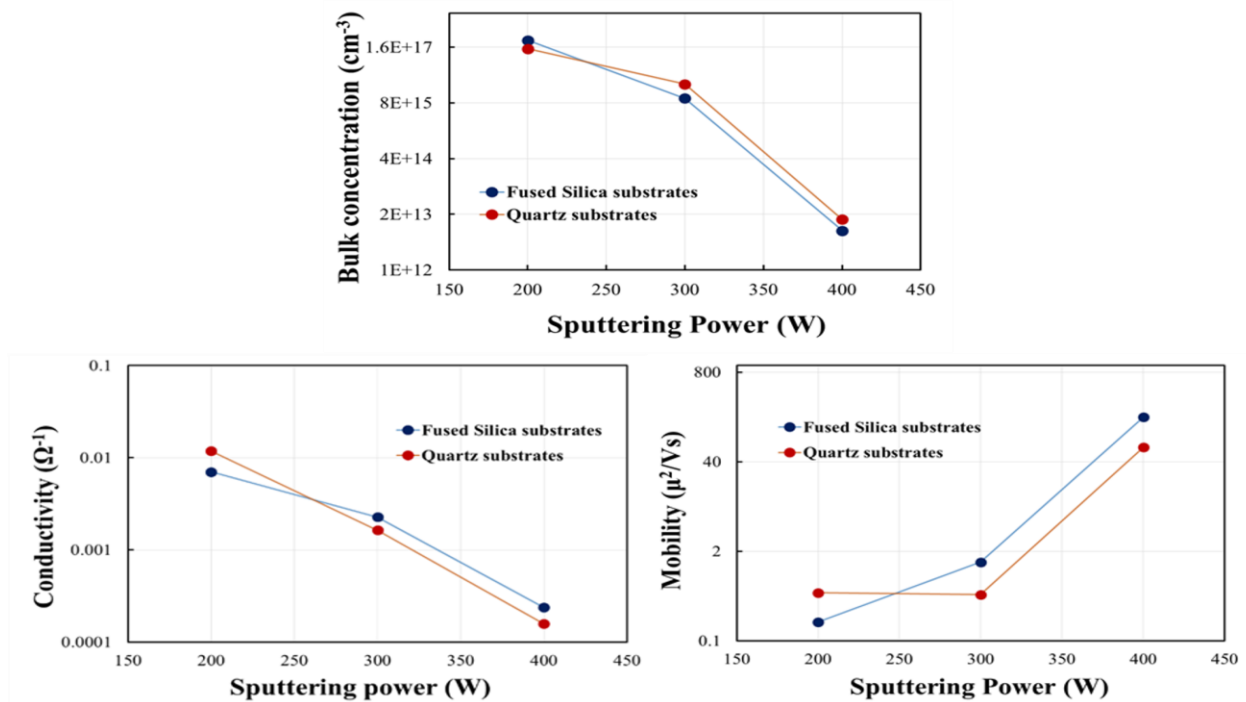 Bulk concentration (cm-3)
1.6E+17
8E+15
4E+14
2E+13
1E+12
Fused Silica substrates
Quartz substrates
150 200 250 300 350 400 450
Sputtering Power (W)
Conductivity (Ω-1)
0.1
0.01
0.001
0.0001
Fused Silica substrates
Quartz substrates
150 200 250 300 350 400 450
Sputtering power (W)
Mobility (μ2/Vs)
800
40
2
0.1
Fused Silica substrates
Quartz substrates
150 200 250 300 350 400 450
Sputtering Power (W)